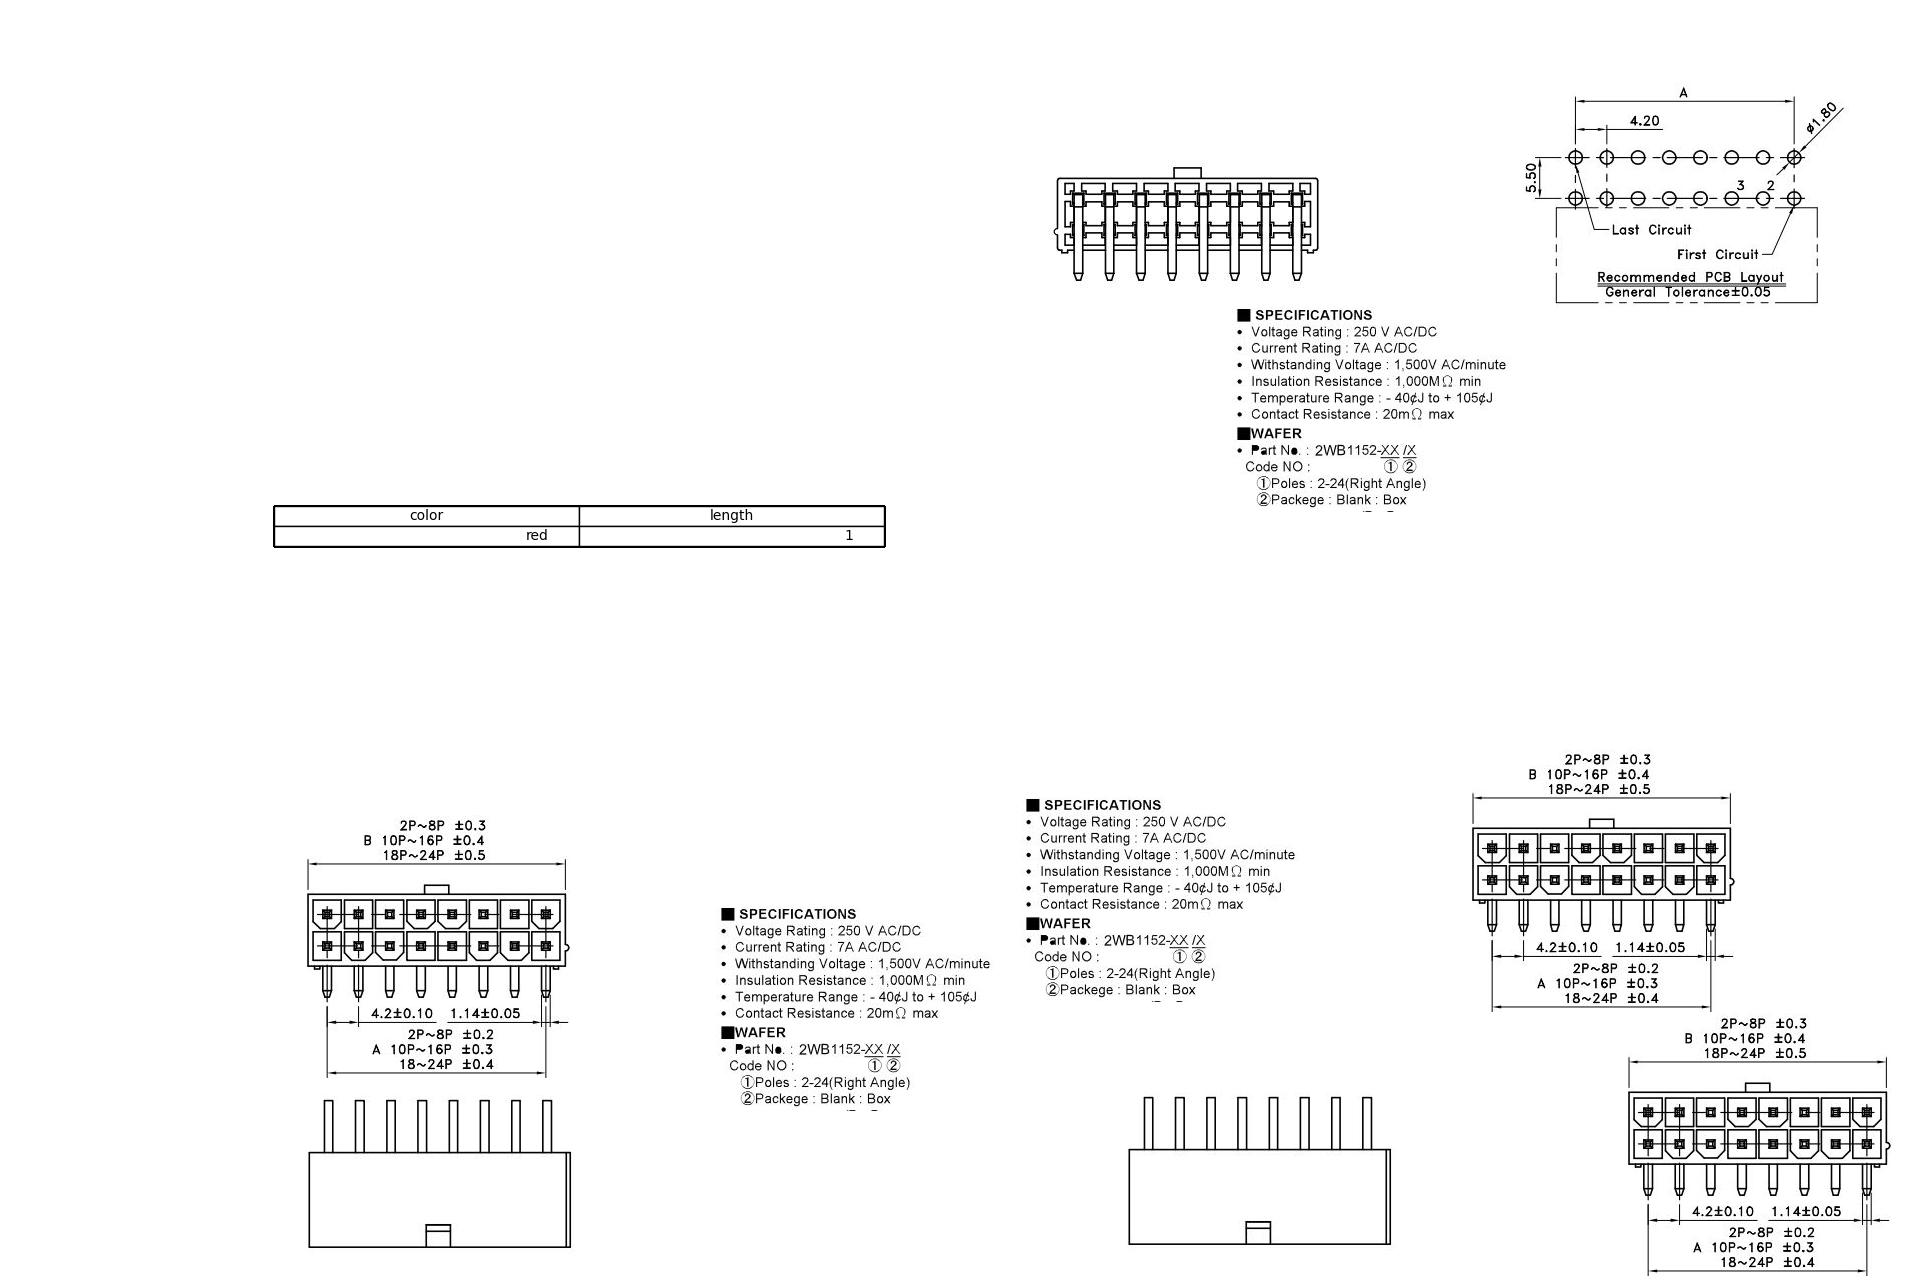 A
4.20
ø1.80
5.50
3 2
Last Circuit
First Circuit
Recommended PCB Layout
General Tolerance±0.05
■ SPECIFICATIONS
• Voltage Rating : 250 V AC/DC
• Current Rating : 7A AC/DC
• Withstanding Voltage : 1,500V AC/minute
• Insulation Resistance : 1,000MΩ min
• Temperature Range : - 40¢J to + 105¢J
• Contact Resistance : 20mΩ max
■WAFER
• Part No. : 2WB1152-XX /X
Code NO : ① ②
①Poles : 2-24(Right Angle)
②Packege : Blank : Box
color length
red 1
2P~8P ±0.3
B 10P~16P ±0.4
18P~24P ±0.5
4.2±0.10 1.14±0.05
2P~8P ±0.2
A 10P~16P ±0.3
18~24P ±0.4
■ SPECIFICATIONS
• Voltage Rating : 250 V AC/DC
• Current Rating : 7A AC/DC
• Withstanding Voltage : 1,500V AC/minute
• Insulation Resistance : 1,000MΩ min
• Temperature Range : - 40¢J to + 105¢J
• Contact Resistance : 20mΩ max
■WAFER
• Part No. : 2WB1152-XX /X
Code NO : ① ②
①Poles : 2-24(Right Angle)
②Packege : Blank : Box
■ SPECIFICATIONS
• Voltage Rating : 250 V AC/DC
• Current Rating : 7A AC/DC
• Withstanding Voltage : 1,500V AC/minute
• Insulation Resistance : 1,000MΩ min
• Temperature Range : - 40¢J to + 105¢J
• Contact Resistance : 20mΩ max
■WAFER
• Part No. : 2WB1152-XX /X
Code NO : ① ②
①Poles : 2-24(Right Angle)
②Packege : Blank : Box
2P~8P ±0.3
B 10P~16P ±0.4
18P~24P ±0.5
4.2±0.10 1.14±0.05
2P~8P ±0.2
A 10P~16P ±0.3
18~24P ±0.4
2P~8P ±0.3
B 10P~16P ±0.4
18P~24P ±0.5
4.2±0.10 1.14±0.05
2P~8P ±0.2
A 10P~16P ±0.3
18~24P ±0.4